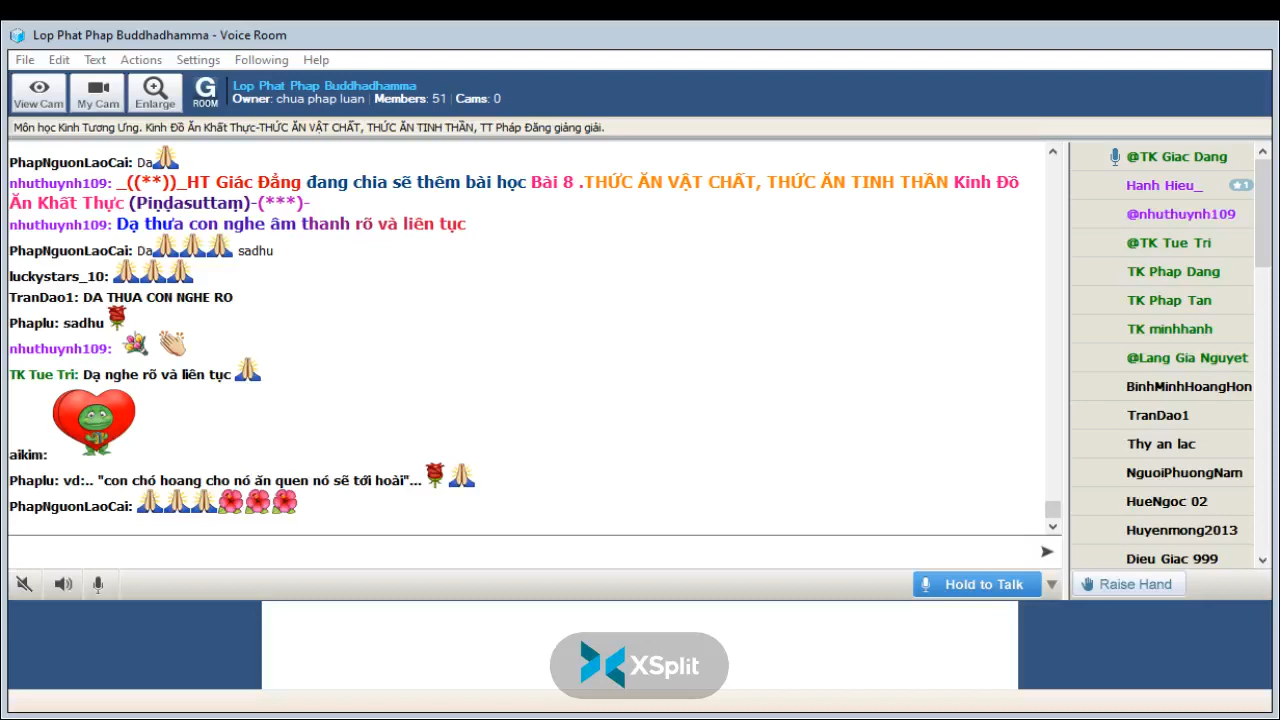 Lop Phat Phap Buddhadhamma - Voice Room
File Edit Text Actions Settings Following Help
View Cam My Cam Enlarge G ROOM
Lop Phat Phap Buddhadhamma
Owner: chua phap luan | Members: 51 | Cams: 0
Môn học Kinh Tương Ưng. Kinh Đồ Ăn Khất Thực-THỨC ĂN VẬT CHẤT, THỨC ĂN TINH THẦN, TT Pháp Đăng giảng giải.
PhapNguonLaoCai: Da
nhuthuynh109: _((**))_HT Giác Đẳng đang chia sẽ thêm bài học Bài 8 .THỨC ĂN VẬT CHẤT, THỨC ĂN TINH THẦN Kinh Đồ
Ăn Khất Thực (Piṇḍasuttaṃ)-(***)-
nhuthuynh109: Dạ thưa con nghe âm thanh rõ và liên tục
PhapNguonLaoCai: Da sadhu
luckystars_10:
TranDao1: DA THUA CON NGHE RO
Phaplu: sadhu
nhuthuynh109:
TK Tue Tri: Dạ nghe rõ và liên tục
aikim:
Phaplu: vd:.. "con chó hoang cho nó ăn quen nó sẽ tới hoài"...
PhapNguonLaoCai:
@TK Giac Dang
Hanh Hieu_ 1
@nhuthuynh109
@TK Tue Tri
TK Phap Dang
TK Phap Tan
TK minhhanh
@Lang Gia Nguyet
BinhMinhHoangHon
TranDao1
Thy an lac
NguoiPhuongNam
HueNgoc 02
Huyenmong2013
Dieu Giac 999
Hold to Talk
Raise Hand
XSplit